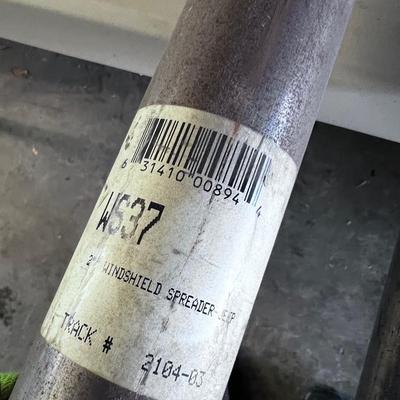 6 31410 00894 4
WS37
WINDSHIELD SPREADER
TRACK #
2104-03